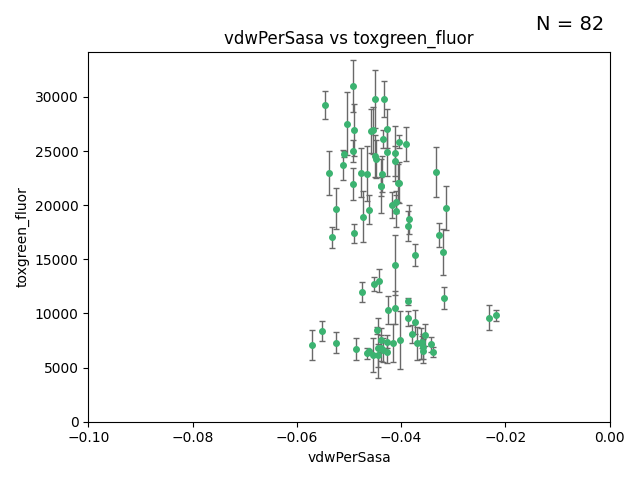 N = 82
vdwPerSasa vs toxgreen_fluor
toxgreen_fluor
30000
25000
20000
15000
10000
5000
0
−0.10 −0.08 −0.06 −0.04 −0.02 0.00
vdwPerSasa